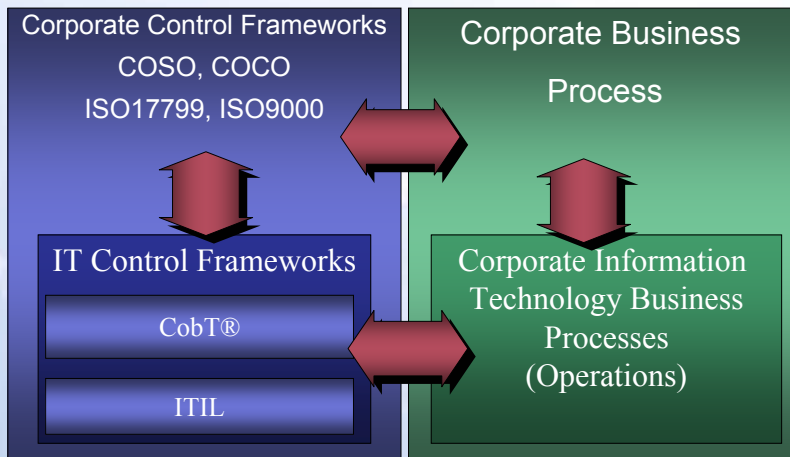 Corporate Control Frameworks
COSO, COCO
ISO17799, ISO9000
Corporate Business
Process
IT Control Frameworks
CobT®
ITIL
Corporate Information
Technology Business
Processes
(Operations)